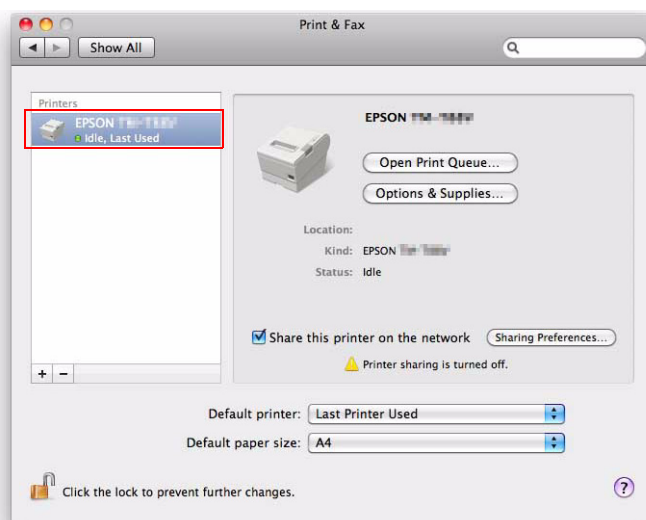 Print & Fax
Show All
Printers
EPSON
Idle, Last Used
EPSON
Open Print Queue...
Options & Supplies...
Location:
Kind: EPSON
Status: Idle
Share this printer on the network Sharing Preferences...
Printer sharing is turned off.
+ −
Default printer: Last Printer Used
Default paper size: A4
Click the lock to prevent further changes. ?